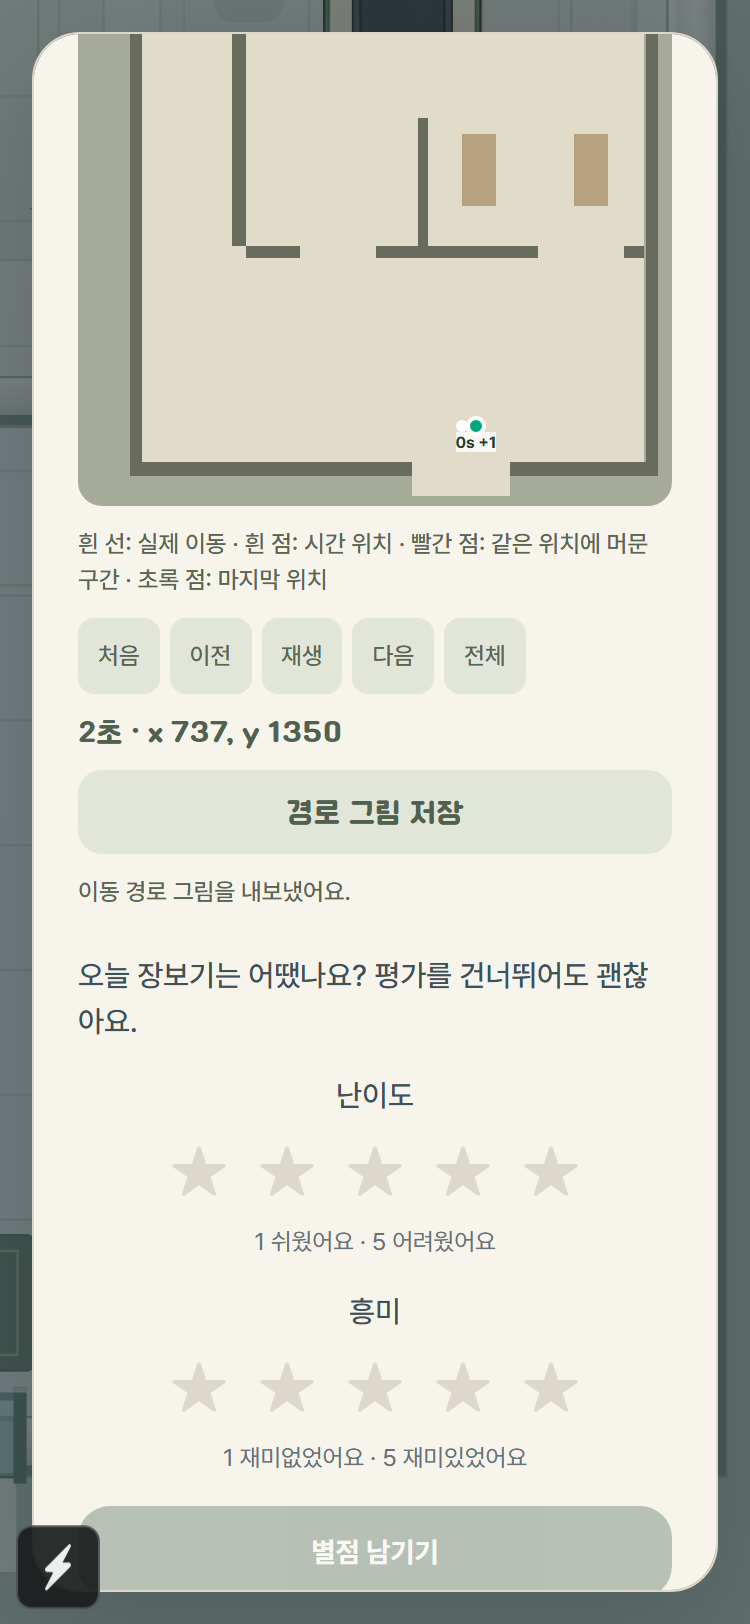 0s +1
흰 선: 실제 이동 · 흰 점: 시간 위치 · 빨간 점: 같은 위치에 머문
구간 · 초록 점: 마지막 위치
처음 이전 재생 다음 전체
2초 · x 737, y 1350
경로 그림 저장
이동 경로 그림을 내보냈어요.
오늘 장보기는 어땠나요? 평가를 건너뛰어도 괜찮
아요.
난이도
1 쉬웠어요 · 5 어려웠어요
흥미
1 재미없었어요 · 5 재미있었어요
별점 남기기